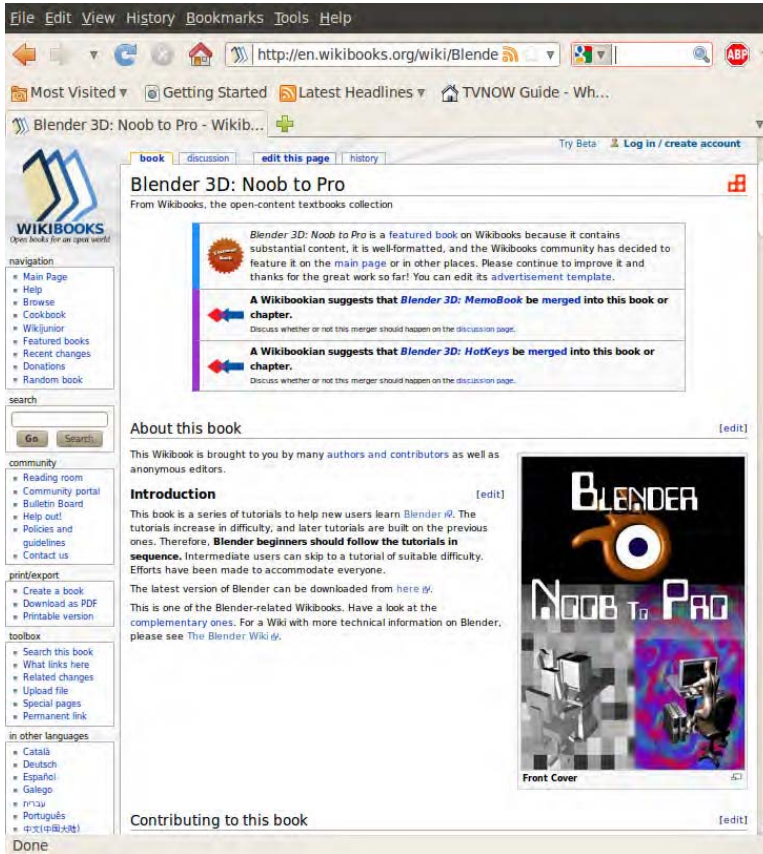 File Edit View History Bookmarks Tools Help
http://en.wikibooks.org/wiki/Blende
ABP
Most Visited Getting Started Latest Headlines TVNOW Guide - Wh...
Blender 3D: Noob to Pro - Wikib...
Try Beta Log in / create account
book discussion edit this page history
WIKIBOOKS
Open books for an open world
navigation
Main Page
Help
Browse
Cookbook
Wikijunior
Featured books
Recent changes
Donations
Random book
search
Go Search
community
Reading room
Community portal
Bulletin Board
Help out!
Policies and
guidelines
Contact us
print/export
Create a book
Download as PDF
Printable version
toolbox
Search this book
What links here
Related changes
Upload file
Special pages
Permanent link
in other languages
Català
Deutsch
Español
Galego
עברית
Português
中文(中国大陆)
Blender 3D: Noob to Pro
From Wikibooks, the open-content textbooks collection
Blender 3D: Noob to Pro is a featured book on Wikibooks because it contains
substantial content, it is well-formatted, and the Wikibooks community has decided to
feature it on the main page or in other places. Please continue to improve it and
thanks for the great work so far! You can edit its advertisement template.
A Wikibookian suggests that Blender 3D: MemoBook be merged into this book or
chapter.
Discuss whether or not this merger should happen on the discussion page.
A Wikibookian suggests that Blender 3D: HotKeys be merged into this book or
chapter.
Discuss whether or not this merger should happen on the discussion page.
About this book [edit]
This Wikibook is brought to you by many authors and contributors as well as
anonymous editors.
Introduction [edit]
This book is a series of tutorials to help new users learn Blender. The
tutorials increase in difficulty, and later tutorials are built on the previous
ones. Therefore, Blender beginners should follow the tutorials in
sequence. Intermediate users can skip to a tutorial of suitable difficulty.
Efforts have been made to accommodate everyone.
The latest version of Blender can be downloaded from here.
This is one of the Blender-related Wikibooks. Have a look at the
complementary ones. For a Wiki with more technical information on Blender,
please see The Blender Wiki.
BLENDER
NOOB TO PRO
Front Cover
Contributing to this book [edit]
Done